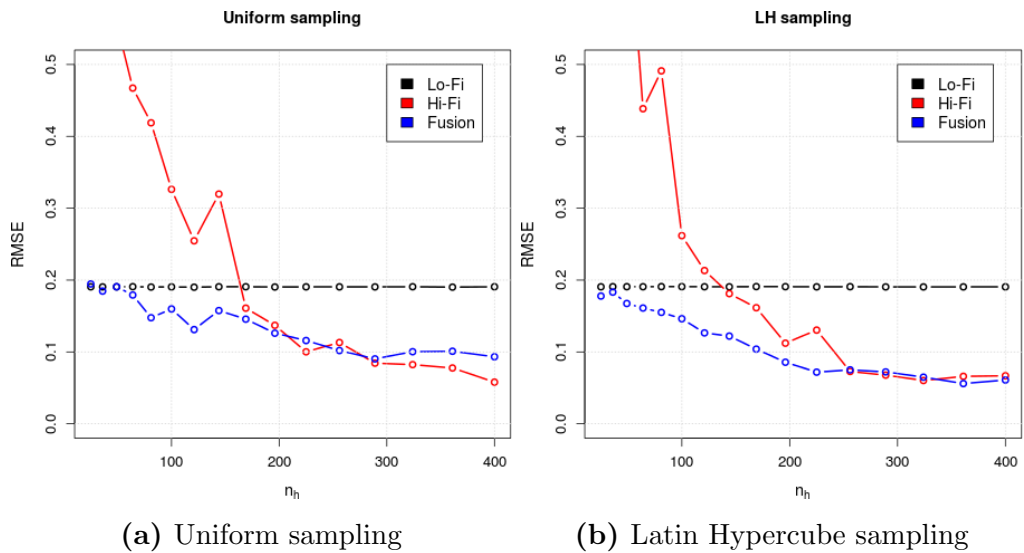 Uniform sampling
RMSE
0.5
0.4
0.3
0.2
0.1
0.0
Lo-Fi
Hi-Fi
Fusion
100
200
300
400
n_h
(a) Uniform sampling
LH sampling
RMSE
0.5
0.4
0.3
0.2
0.1
0.0
Lo-Fi
Hi-Fi
Fusion
100
200
300
400
n_h
(b) Latin Hypercube sampling